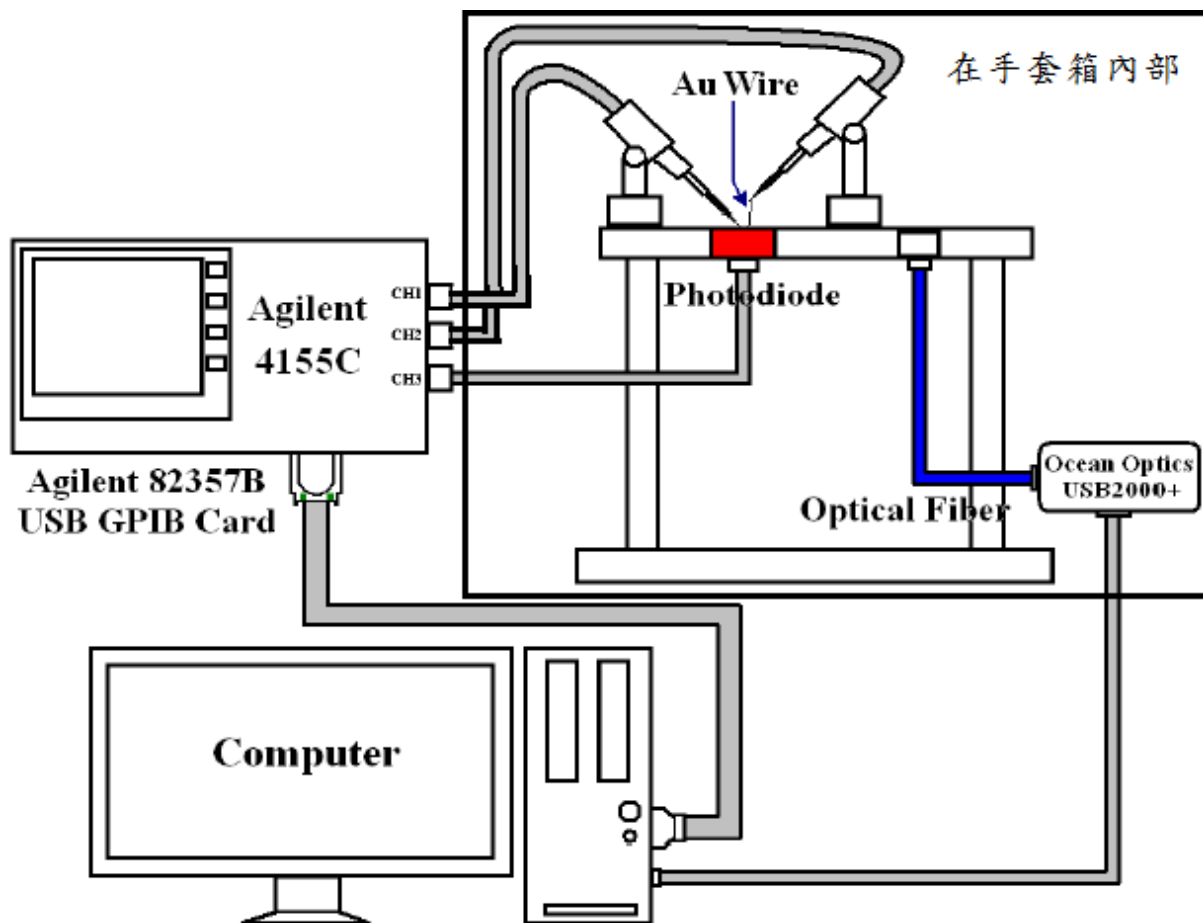 在手套箱內部
Au Wire
Agilent
4155C
CH1
CH2
CH3
Photodiode
Agilent 82357B
USB GPIB Card
Optical Fiber
Ocean Optics
USB2000+
Computer